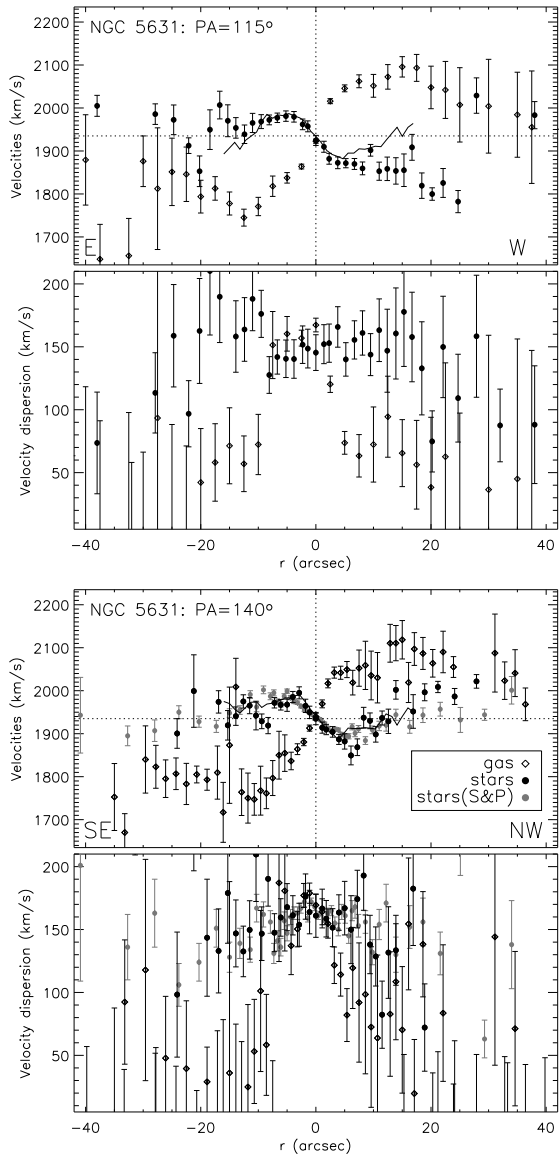 NGC 5631: PA=115°
2200
2100
2000
1900
1800
1700
Velocities (km/s)
E
W
200
150
100
50
Velocity dispersion (km/s)
−40
−20
0
20
40
r (arcsec)
NGC 5631: PA=140°
2200
2100
2000
1900
1800
1700
Velocities (km/s)
gas
stars
stars(S&P)
SE
NW
200
150
100
50
Velocity dispersion (km/s)
−40
−20
0
20
40
r (arcsec)